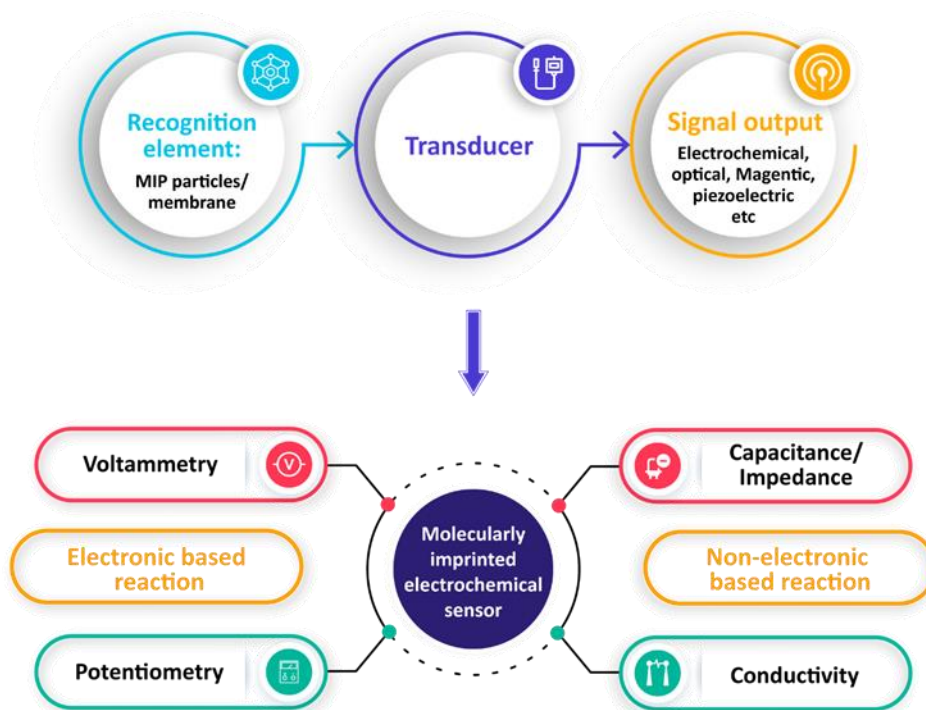 Recognition
element:
MIP particles/
membrane
Transducer
Signal output
Electrochemical,
optical, Magentic,
piezoelectric
etc
Voltammetry
V
Capacitance/
Impedance
Electronic based
reaction
Molecularly
imprinted
electrochemical
sensor
Non-electronic
based reaction
Potentiometry
Conductivity